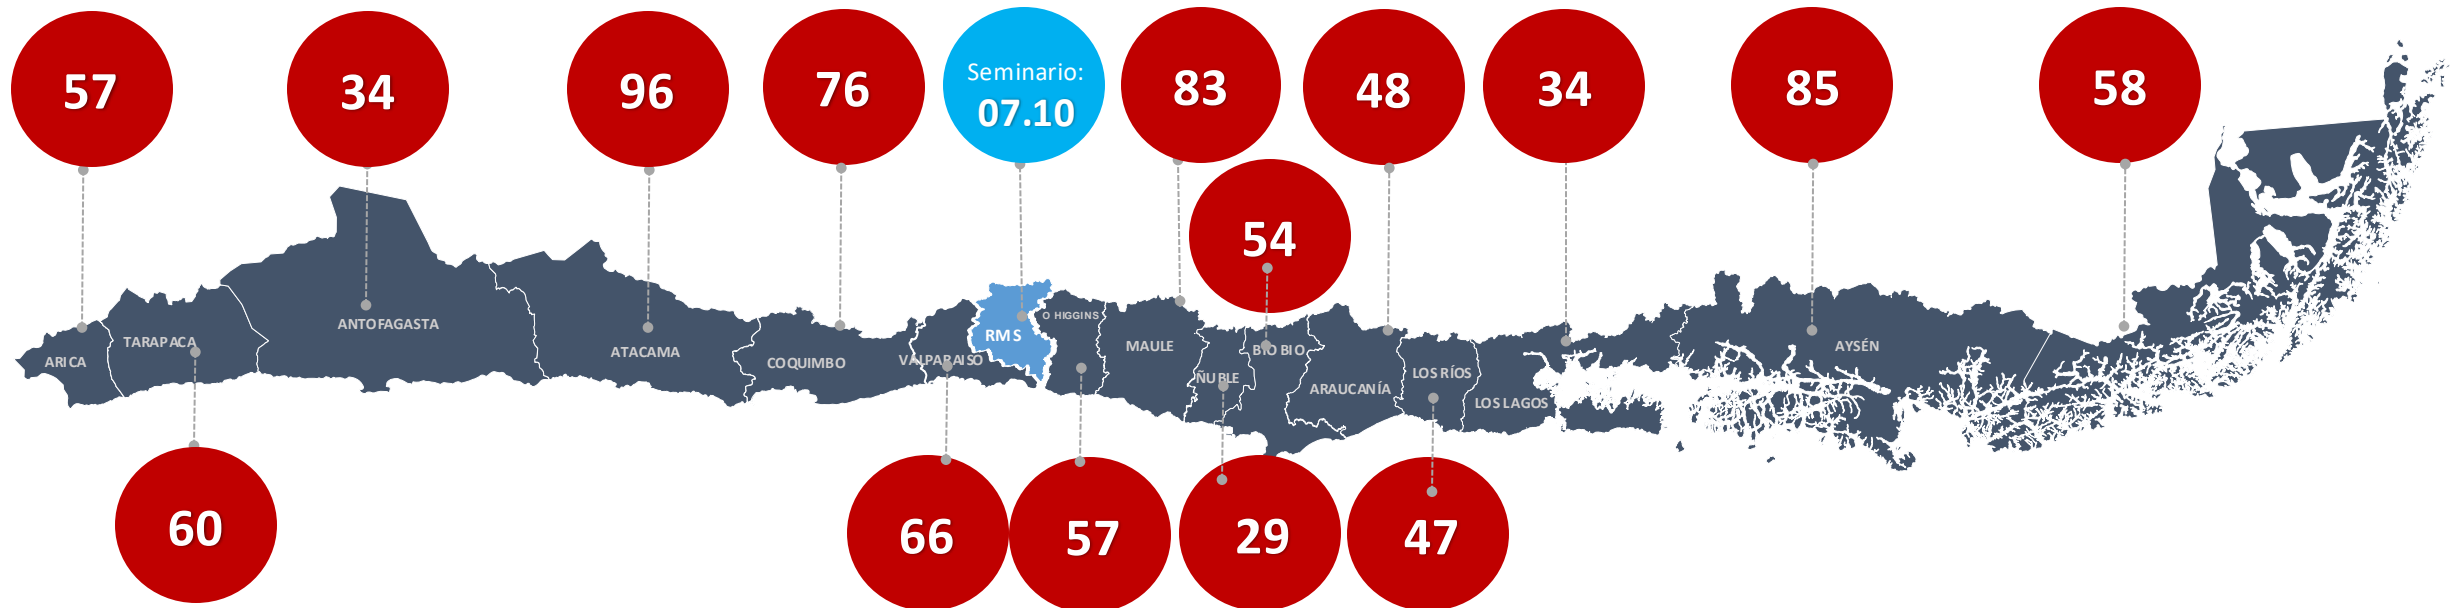 57
34
96
76
Seminario:
07.10
83
48
34
85
58
54
ARICA
TARAPACA
ANTOFAGASTA
ATACAMA
COQUIMBO
VALPARAISO
RMS
O HIGGINS
MAULE
ÑUBLE
BIO BIO
ARAUCANÍA
LOS RÍOS
LOS LAGOS
AYSÉN
60
66
57
29
47